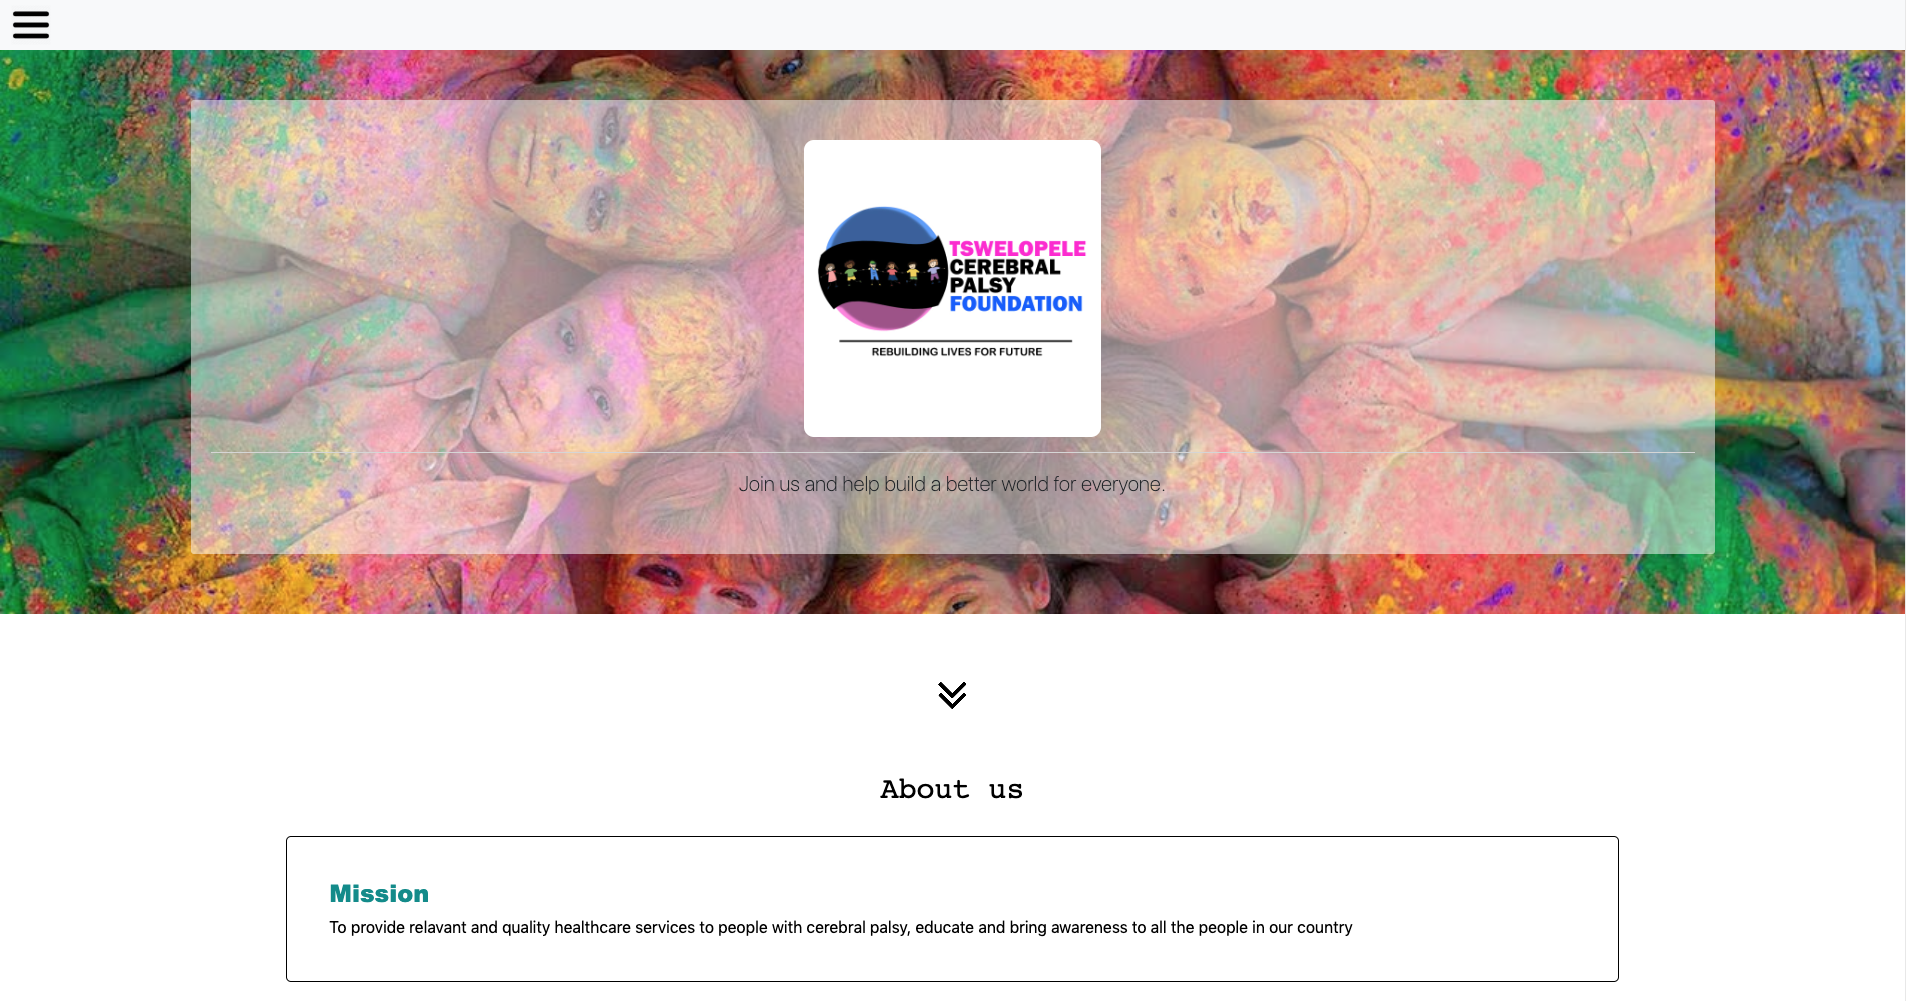 TSWELOPELE
CEREBRAL
PALSY
FOUNDATION
REBUILDING LIVES FOR FUTURE
Join us and help build a better world for everyone.
About us
Mission
To provide relavant and quality healthcare services to people with cerebral palsy, educate and bring awareness to all the people in our country